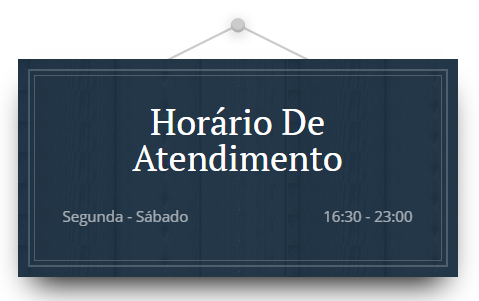 Horário De
Atendimento
Segunda - Sábado 16:30 - 23:00